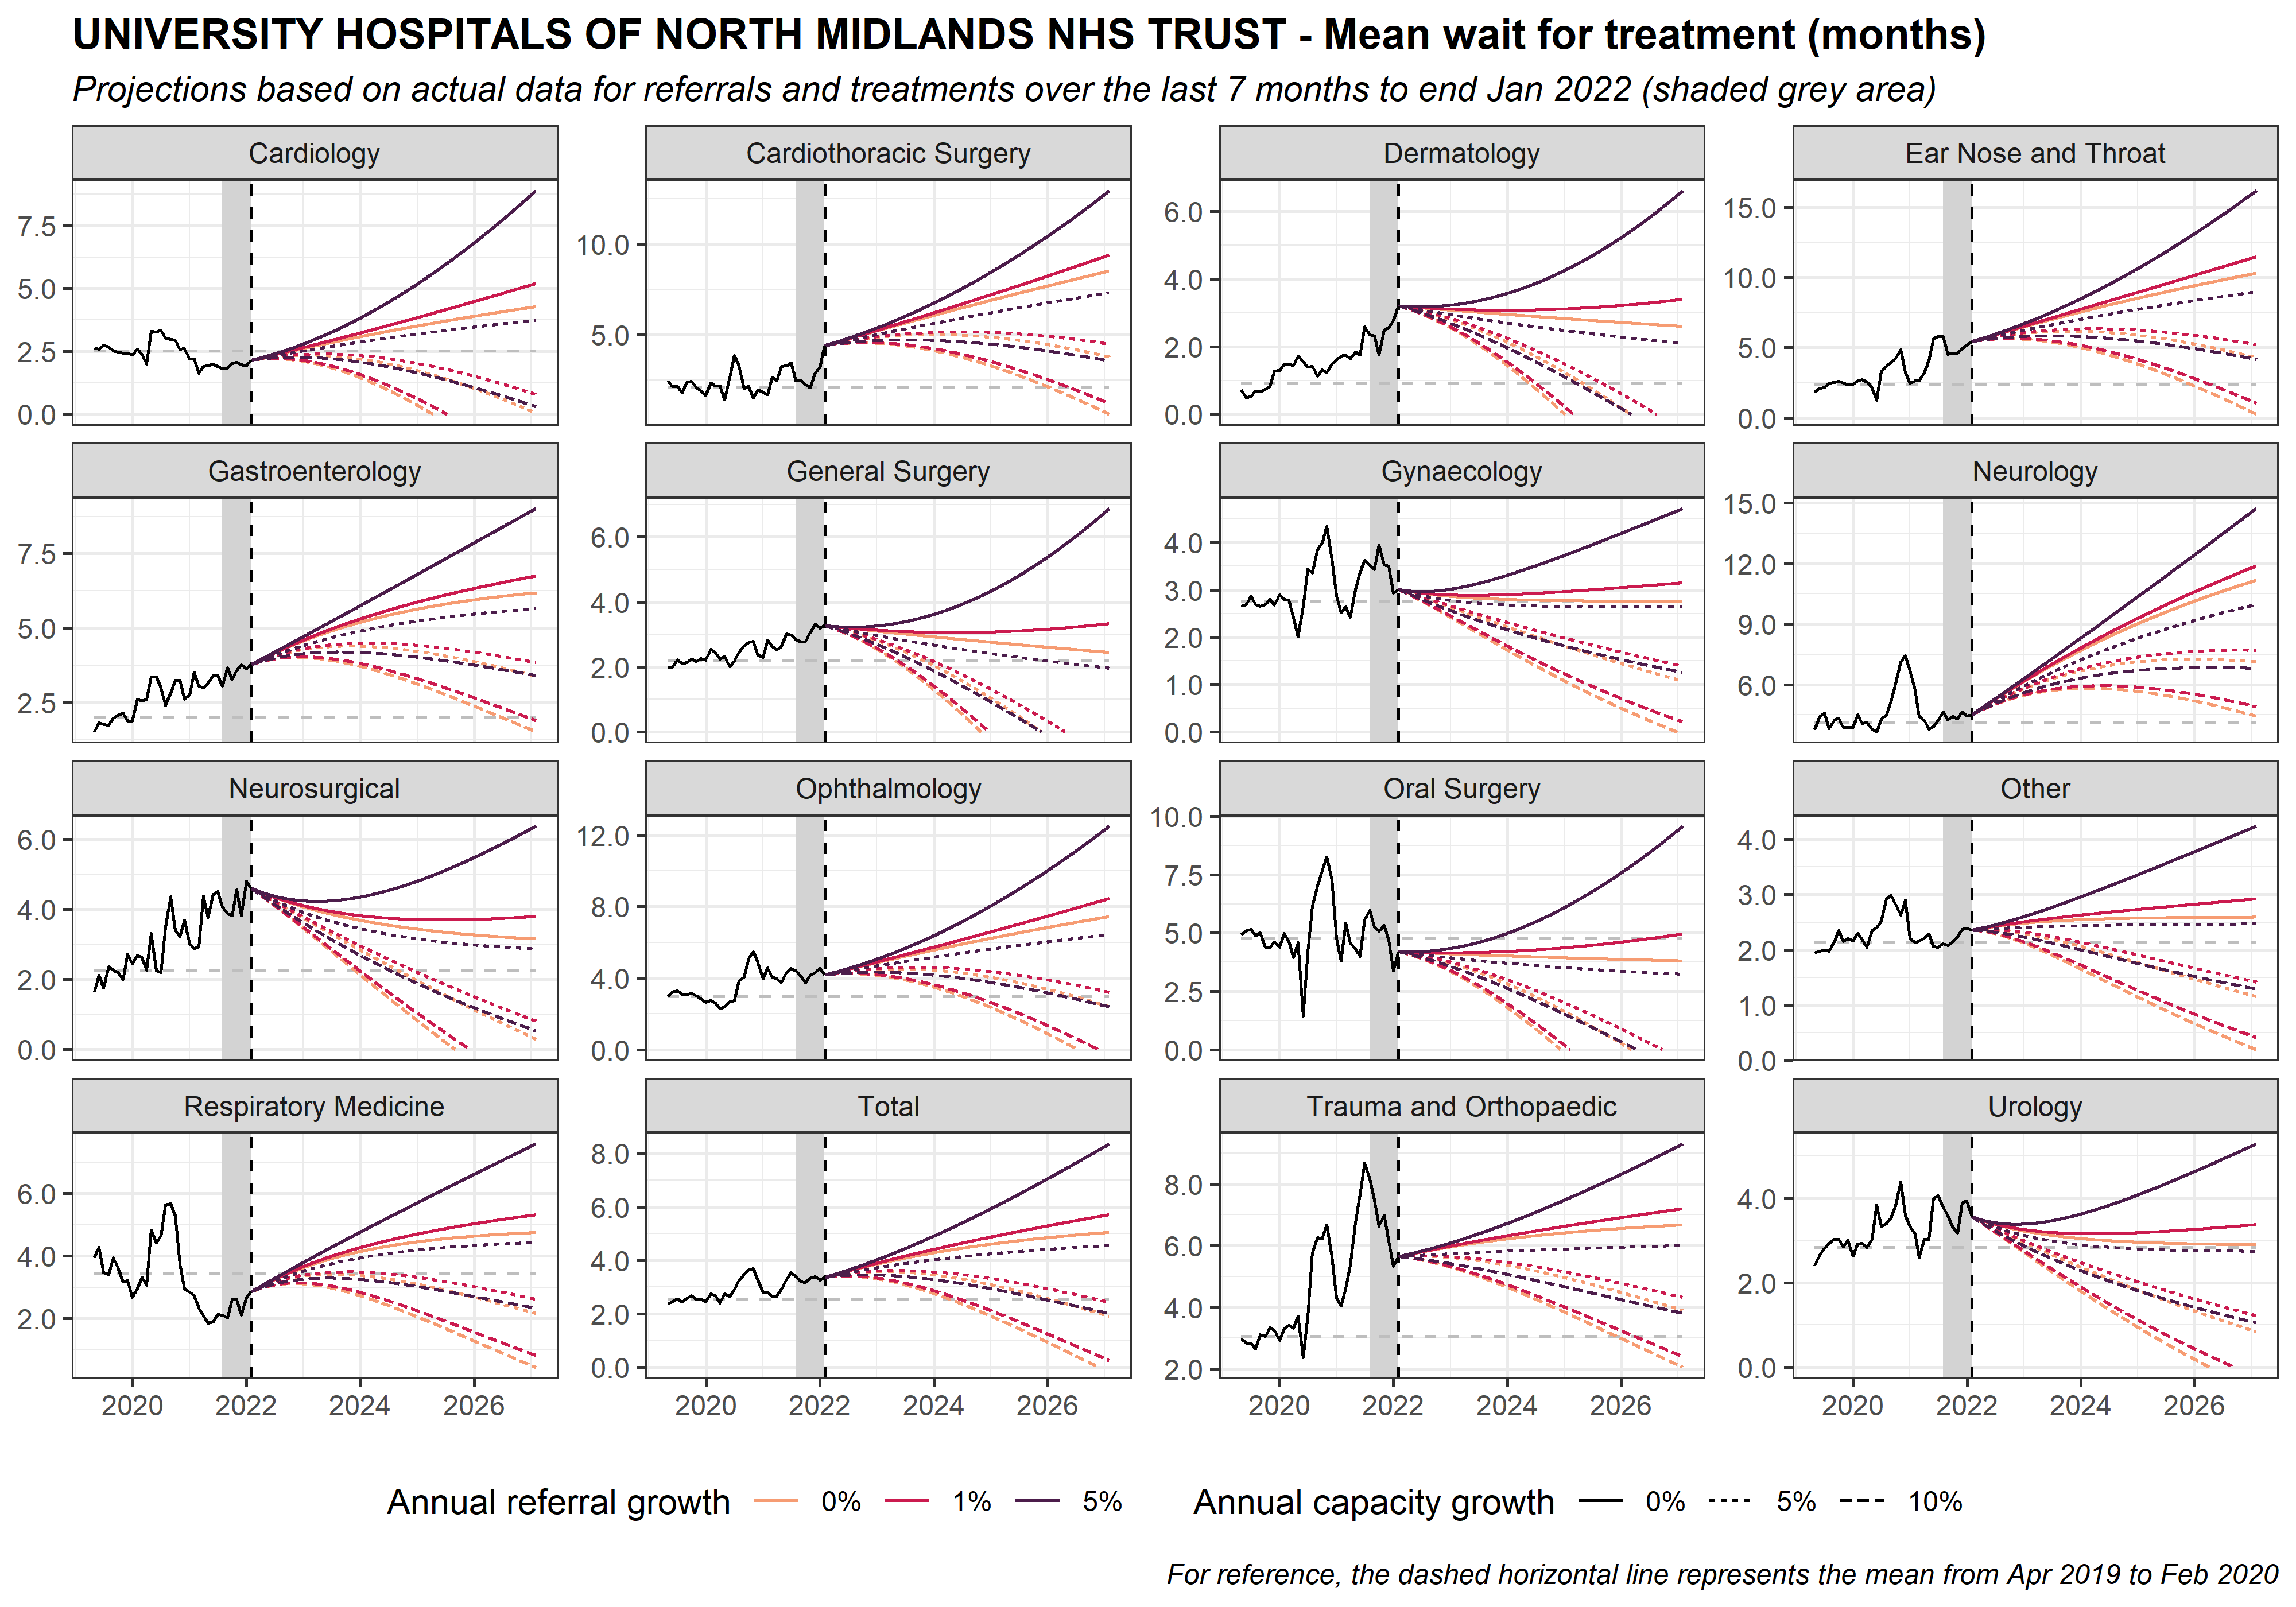 UNIVERSITY HOSPITALS OF NORTH MIDLANDS NHS TRUST - Mean wait for treatment (months)
Projections based on actual data for referrals and treatments over the last 7 months to end Jan 2022 (shaded grey area)
Cardiology
Cardiothoracic Surgery
Dermatology
Ear Nose and Throat
7.5
5.0
2.5
0.0
10.0
5.0
6.0
4.0
2.0
0.0
15.0
10.0
5.0
0.0
Gastroenterology
General Surgery
Gynaecology
Neurology
7.5
5.0
2.5
6.0
4.0
2.0
0.0
4.0
3.0
2.0
1.0
0.0
15.0
12.0
9.0
6.0
Neurosurgical
Ophthalmology
Oral Surgery
Other
6.0
4.0
2.0
0.0
12.0
8.0
4.0
0.0
10.0
7.5
5.0
2.5
0.0
4.0
3.0
2.0
1.0
0.0
Respiratory Medicine
Total
Trauma and Orthopaedic
Urology
6.0
4.0
2.0
8.0
6.0
4.0
2.0
0.0
8.0
6.0
4.0
2.0
4.0
2.0
0.0
2020 2022 2024 2026
2020 2022 2024 2026
2020 2022 2024 2026
2020 2022 2024 2026
Annual referral growth 0% 1% 5%
Annual capacity growth 0% 5% 10%
For reference, the dashed horizontal line represents the mean from Apr 2019 to Feb 2020